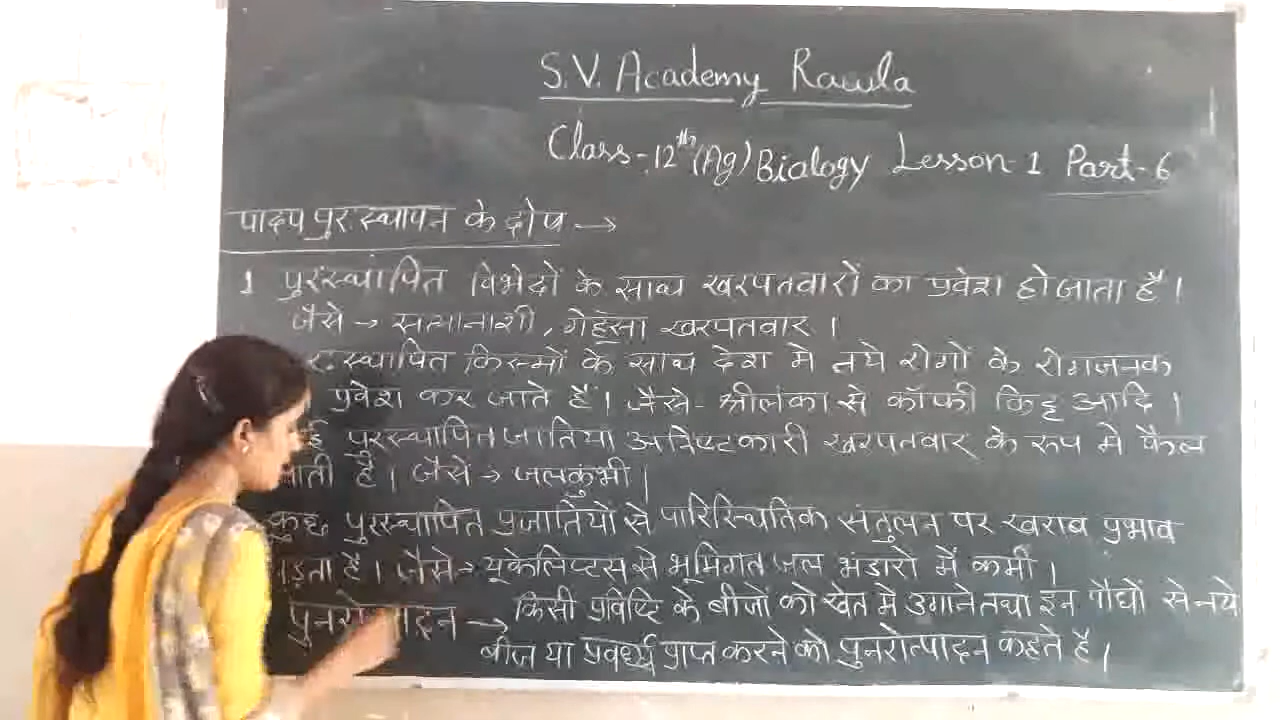 S.V. Academy Rawla
Class-12th (Ag) Biology Lesson-1 Part-6
पादप पुरःस्थापन के दोष →
1 पुरःस्थापित विभेदों के साथ खरपतवारों का प्रवेश हो जाता है।
जैसे → सत्यानाशी, गेहूंसा खरपतवार।
स्थापित किस्मों के साथ देश मे नये रोगों के रोगजनक
प्रवेश कर जाते हैं। जैसे- श्रीलंका से कॉफी किट्ट आदि।
पुरस्थापित जातिया अनिष्टकारी खरपतवार के रूप मे फैल
जाती है। जैसे → जलकुंभी।
कुछ पुरस्थापित प्रजातियों से पारिस्थितिक संतुलन पर खराब प्रभाव
पड़ता है। जैसे → यूकेलिप्टस से भूमिगत जल भंडारो में कमी।
पुनरोत्पादन → किसी प्रविष्टि के बीजों को खेत मे उगाने तथा इन पौधों से नये
बीज या प्रवर्ध्य प्राप्त करने को पुनरोत्पादन कहते है।